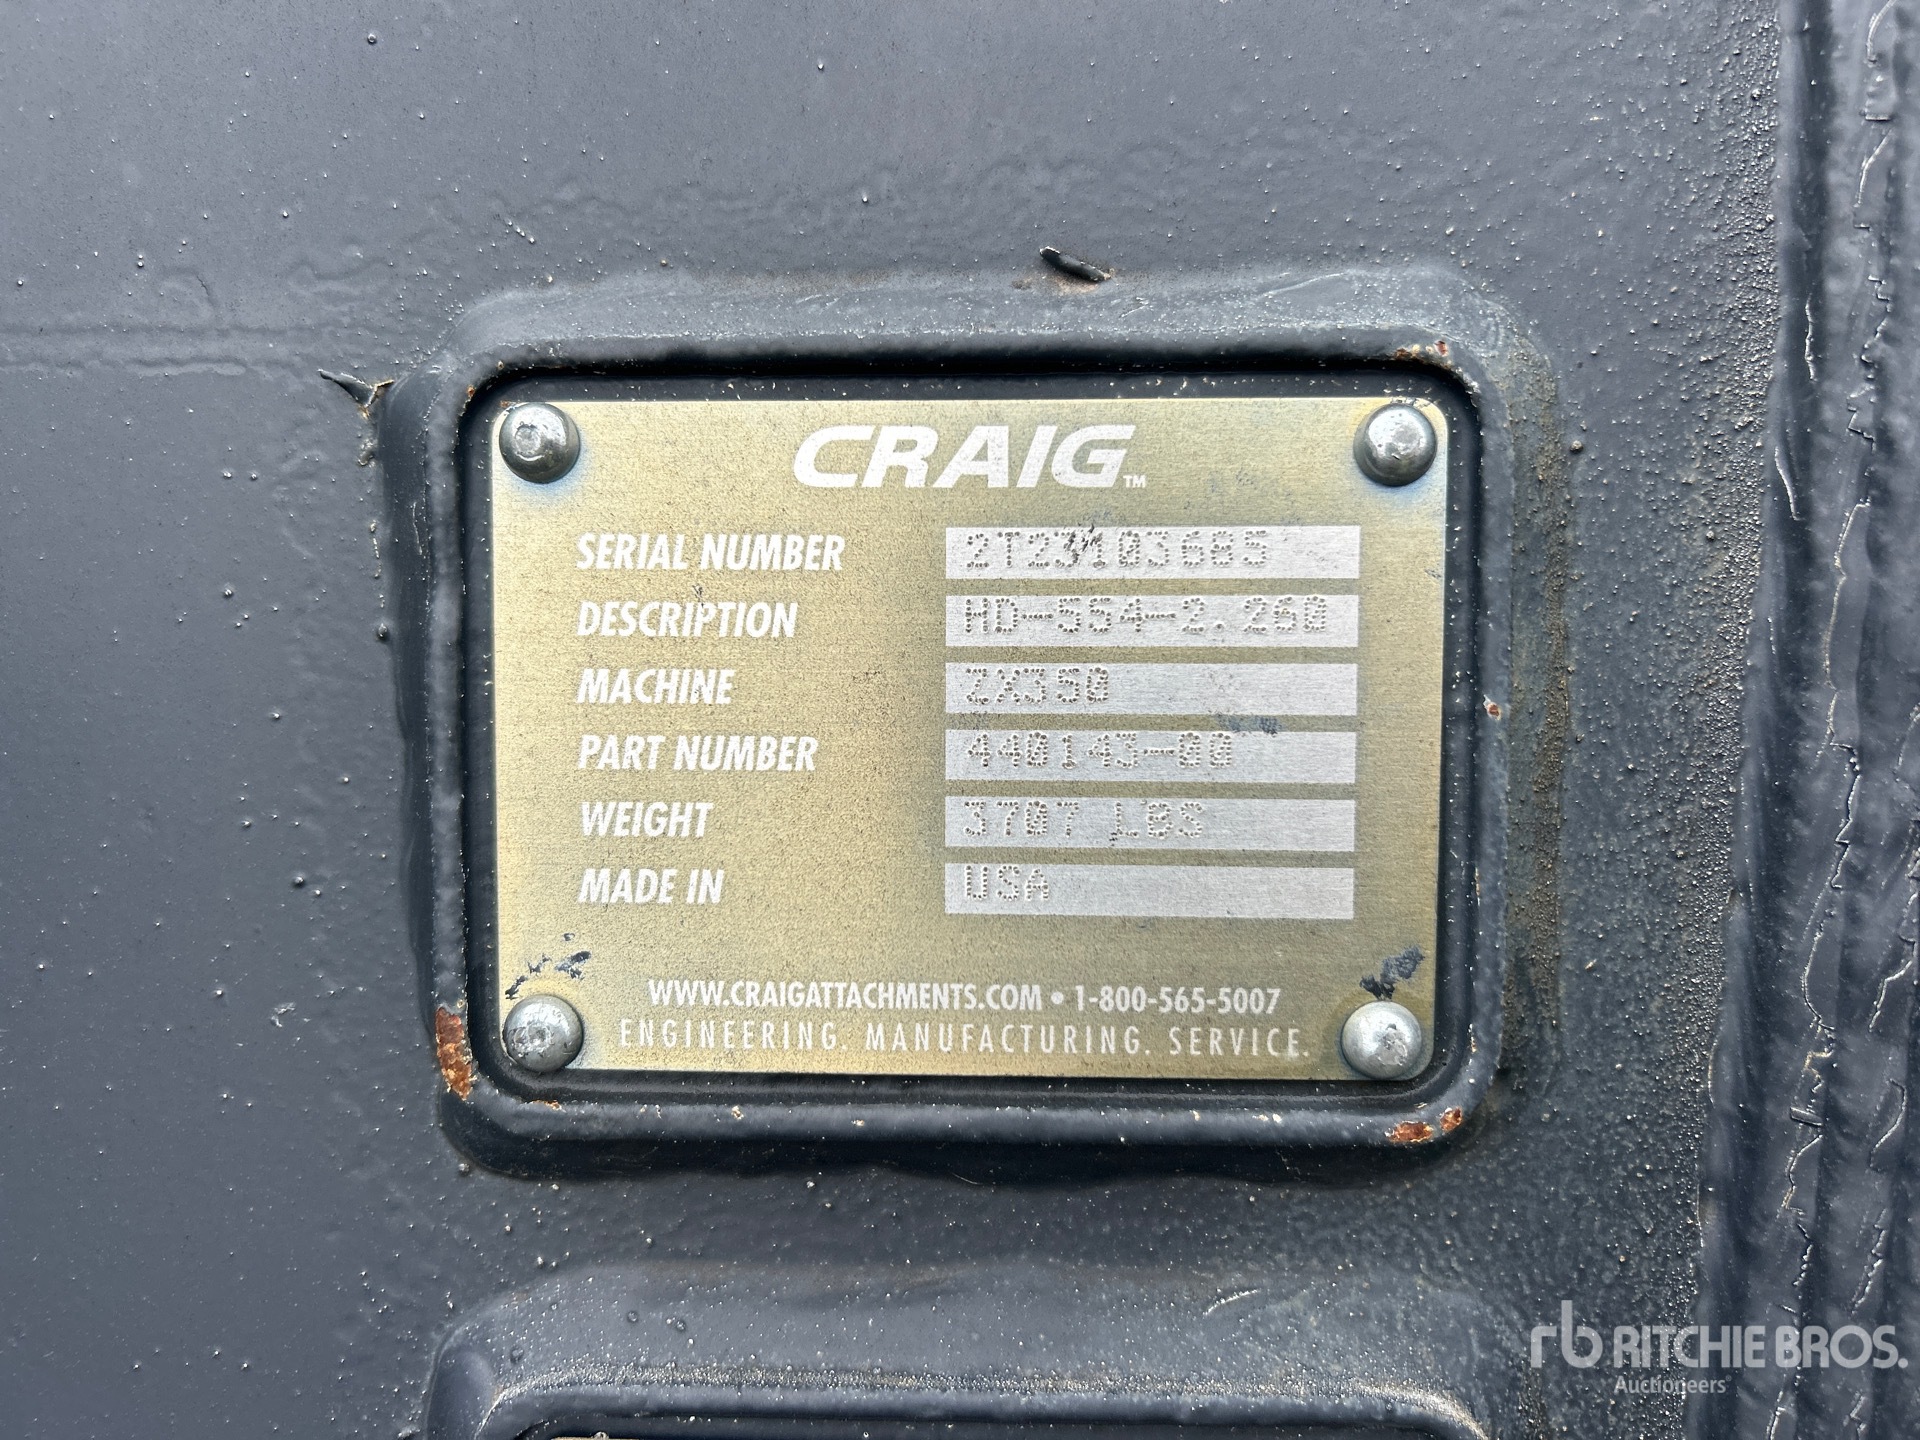 CRAIG™
SERIAL NUMBER 2T23103685
DESCRIPTION HD-554-2.260
MACHINE ZX350
PART NUMBER 440143-00
WEIGHT 3707 LBS
MADE IN USA
WWW.CRAIGATTACHMENTS.COM • 1-800-565-5007
ENGINEERING. MANUFACTURING. SERVICE.
rb RITCHIE BROS.
Auctioneers